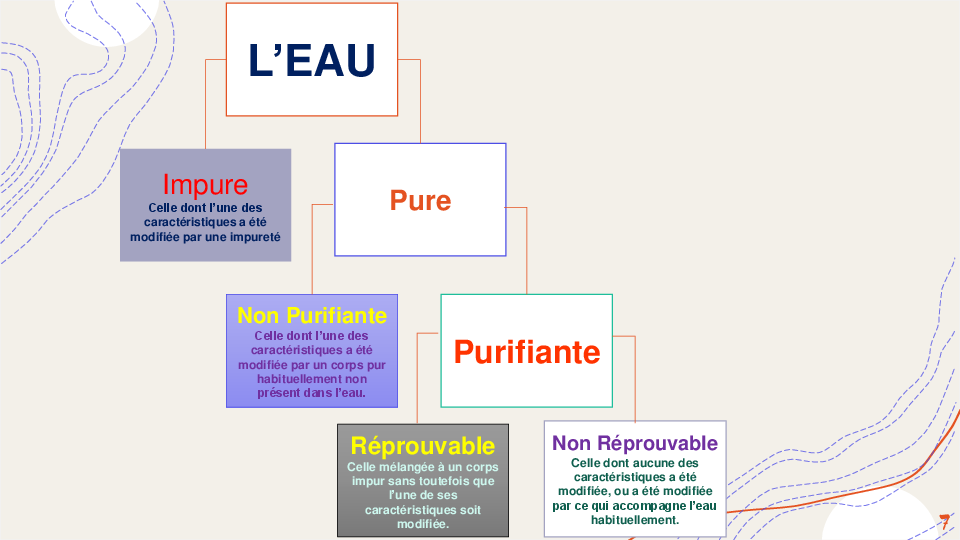 L’EAU
Impure
Celle dont l’une des
caractéristiques a été
modifiée par une impureté
Pure
Non Purifiante
Celle dont l’une des
caractéristiques a été
modifiée par un corps pur
habituellement non
présent dans l’eau.
Purifiante
Réprouvable
Celle mélangée à un corps
impur sans toutefois que
l’une de ses
caractéristiques soit
modifiée.
Non Réprouvable
Celle dont aucune des
caractéristiques a été
modifiée, ou a été modifiée
par ce qui accompagne l’eau
habituellement.
7